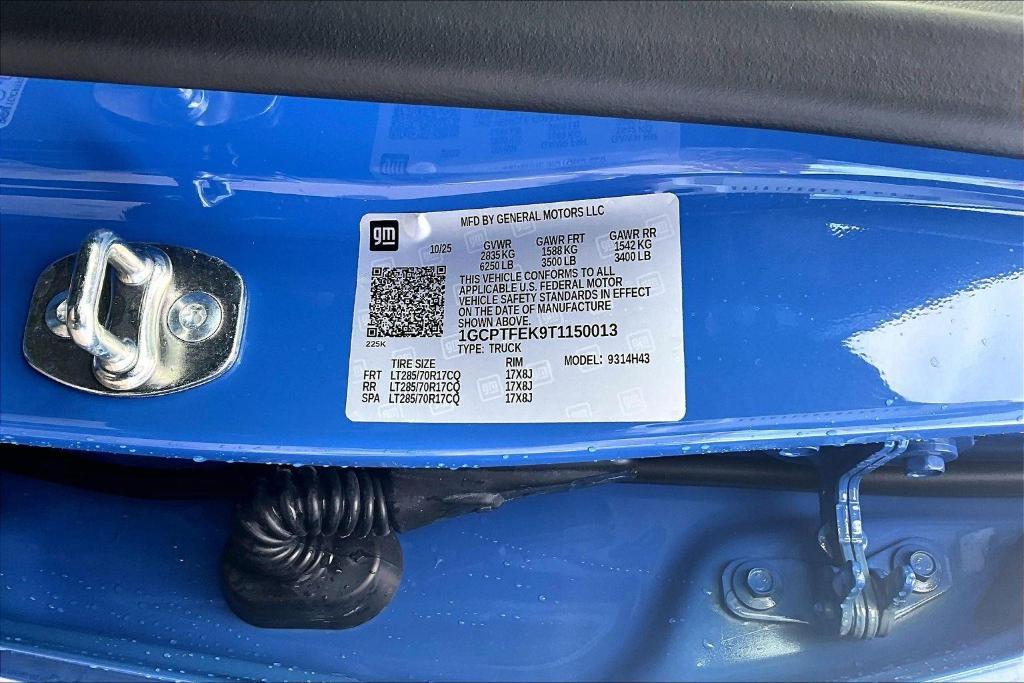 gm
MFD BY GENERAL MOTORS LLC
10/25 GVWR GAWR FRT GAWR RR
2835 KG 1588 KG 1542 KG
6250 LB 3500 LB 3400 LB
THIS VEHICLE CONFORMS TO ALL
APPLICABLE U.S. FEDERAL MOTOR
VEHICLE SAFETY STANDARDS IN EFFECT
ON THE DATE OF MANUFACTURE
SHOWN ABOVE.
225K
1GCPTFEK9T1150013
TYPE: TRUCK MODEL: 9314H43
TIRE SIZE RIM
FRT LT285/70R17CQ 17X8J
RR LT285/70R17CQ 17X8J
SPA LT285/70R17CQ 17X8J